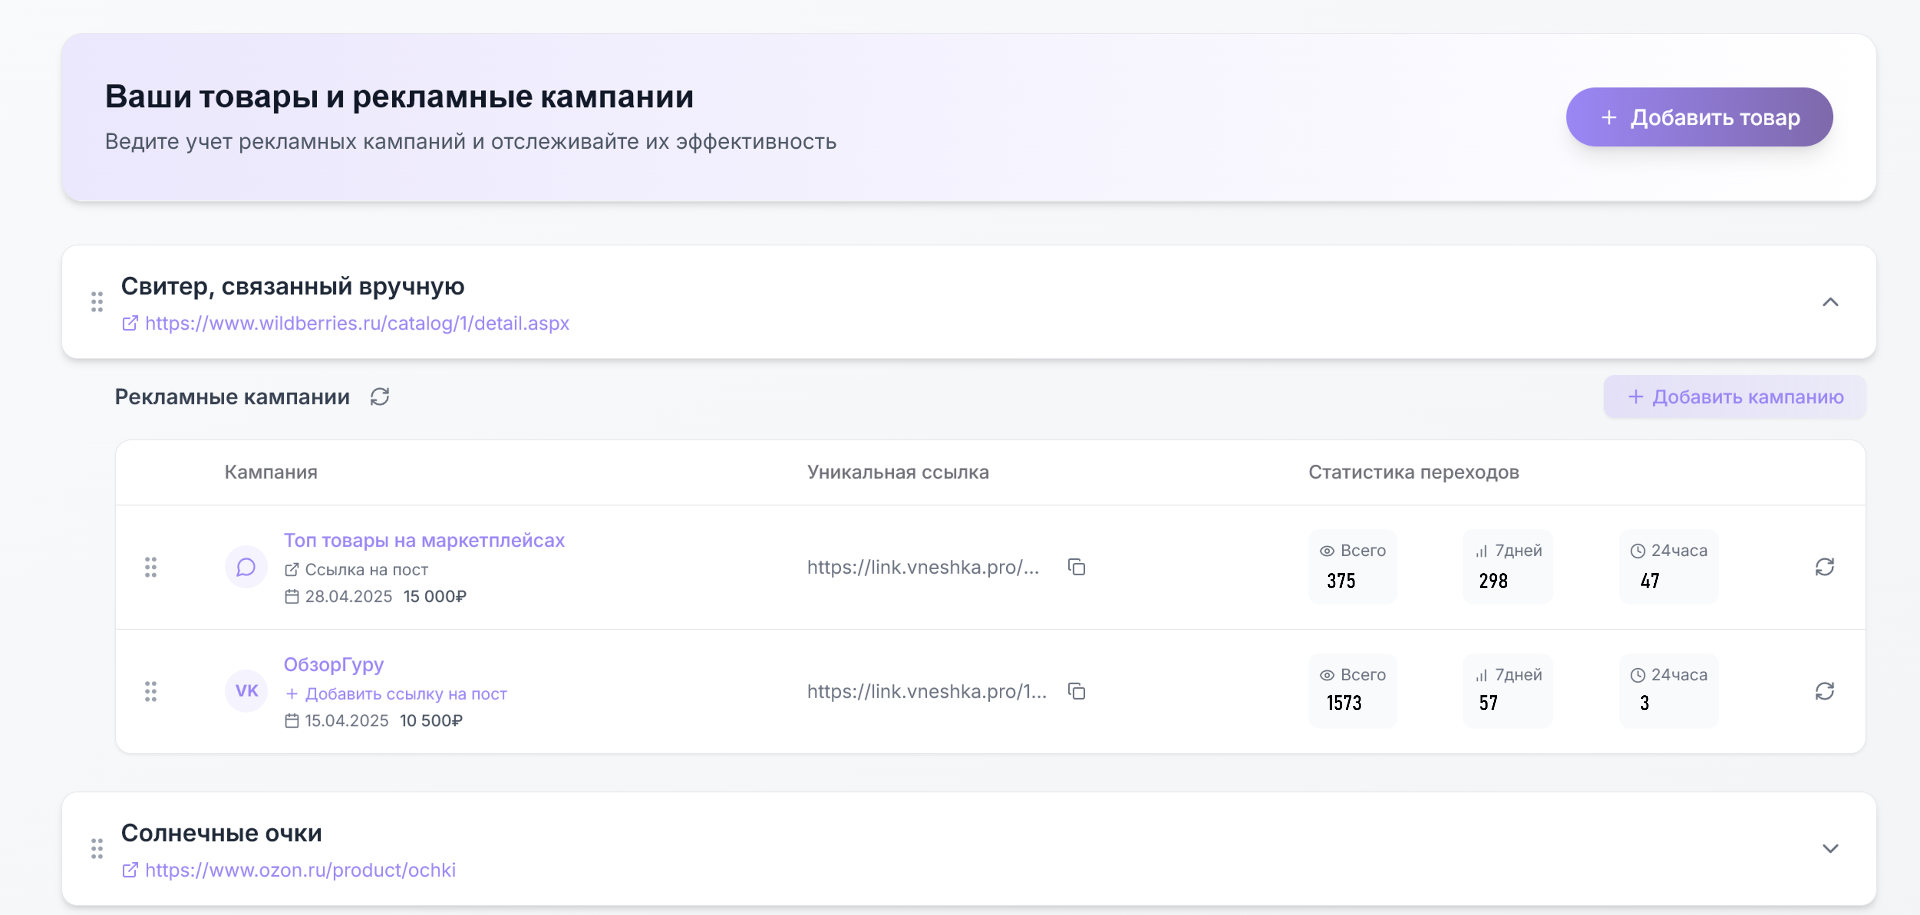 Ваши товары и рекламные кампании
Ведите учет рекламных кампаний и отслеживайте их эффективность
+ Добавить товар
Свитер, связанный вручную
https://www.wildberries.ru/catalog/1/detail.aspx
Рекламные кампании
+ Добавить кампанию
Кампания Уникальная ссылка Статистика переходов
Топ товары на маркетплейсах
Ссылка на пост
28.04.2025 15 000₽
https://link.vneshka.pro/...
Всего 7дней 24часа
375 298 47
VK
ОбзорГуру
+ Добавить ссылку на пост
15.04.2025 10 500₽
https://link.vneshka.pro/1...
Всего 7дней 24часа
1573 57 3
Солнечные очки
https://www.ozon.ru/product/ochki